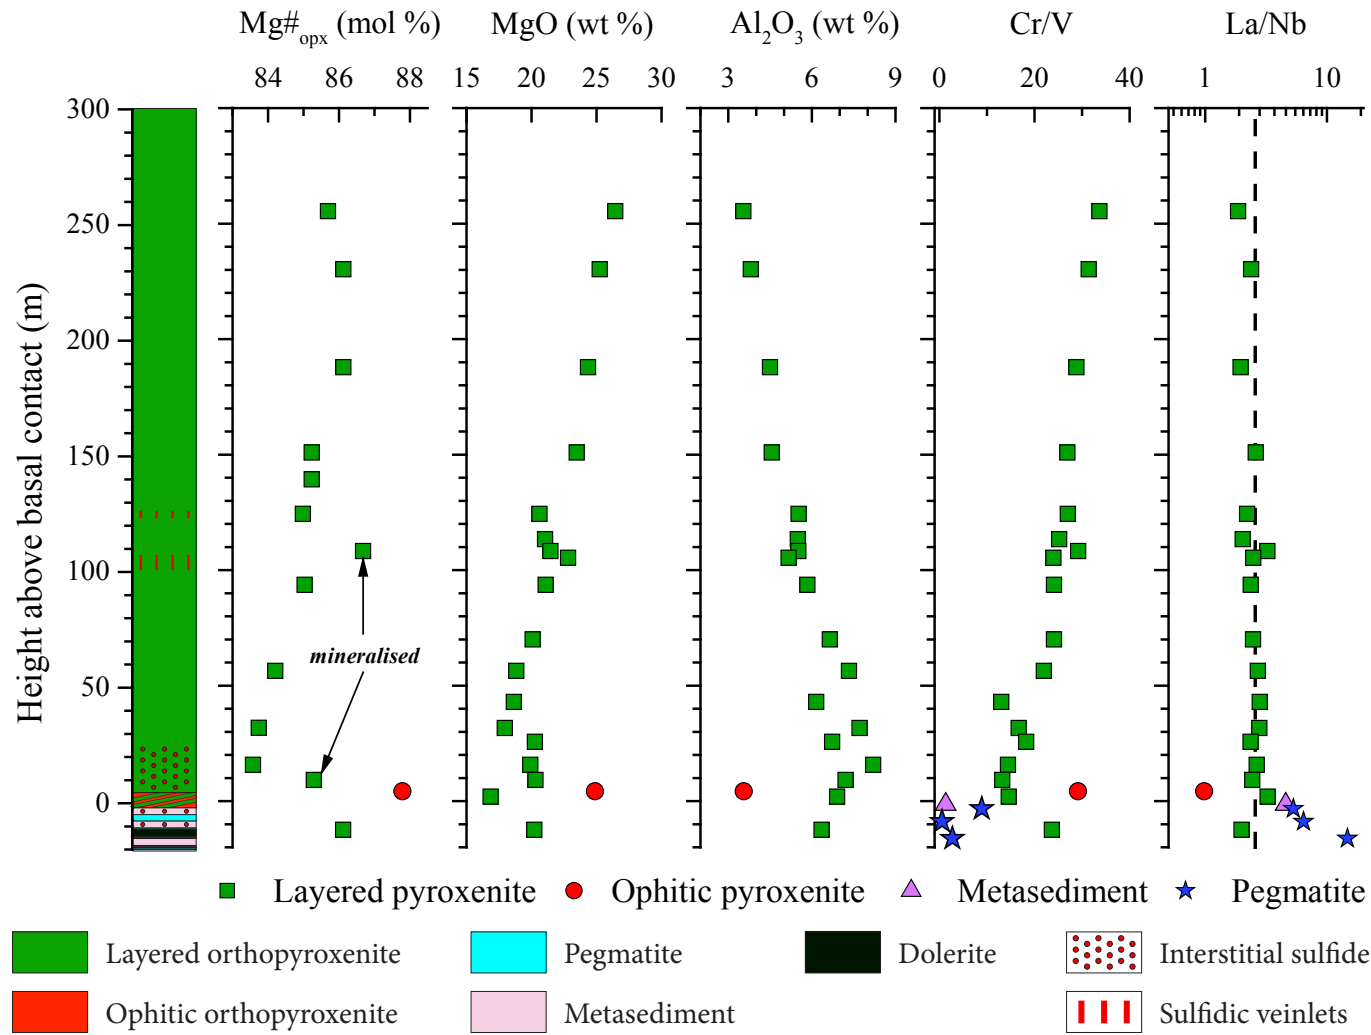 Mg#opx (mol %) MgO (wt %) Al2O3 (wt %) Cr/V La/Nb
84 86 88 15 20 25 30 3 6 9 0 20 40 1 10
300
250
200
150
100
50
0
Height above basal contact (m)
mineralised
Layered pyroxenite Ophitic pyroxenite Metasediment Pegmatite
Layered orthopyroxenite Pegmatite Dolerite Interstitial sulfide
Ophitic orthopyroxenite Metasediment Sulfidic veinlets